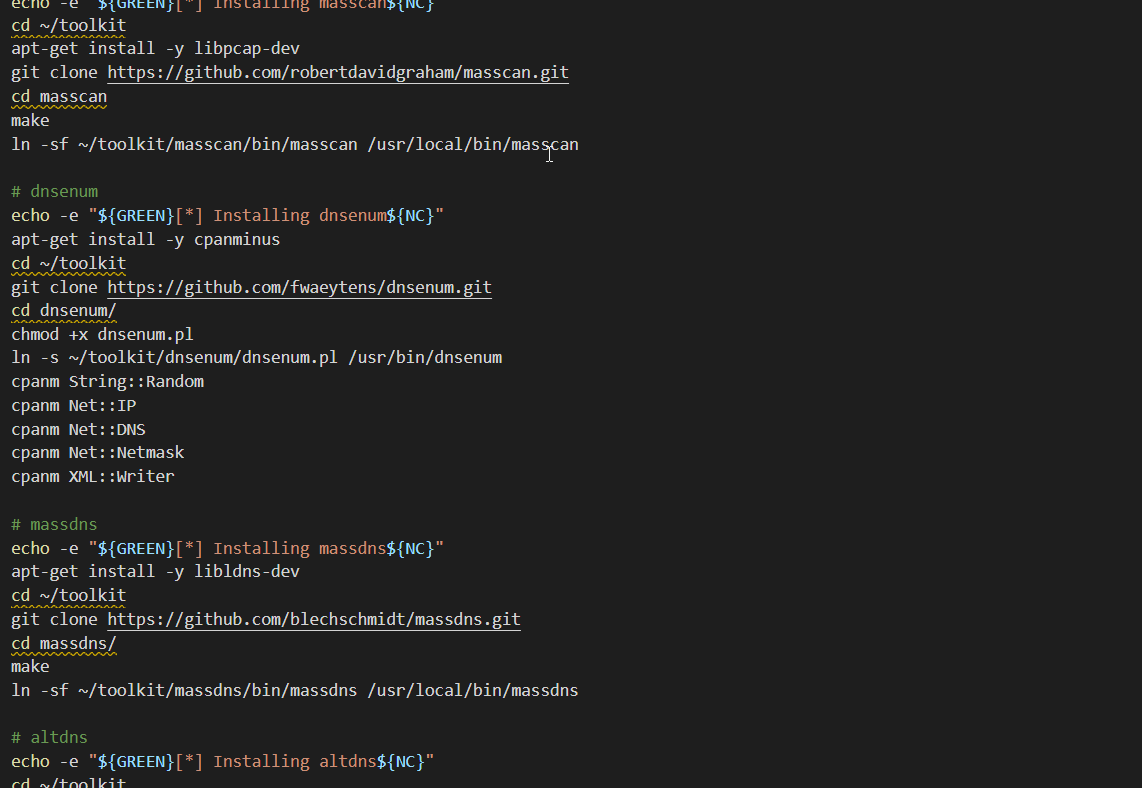 echo -e "${GREEN}[*] Installing masscan${NC}
cd ~/toolkit
apt-get install -y libpcap-dev
git clone https://github.com/robertdavidgraham/masscan.git
cd masscan
make
ln -sf ~/toolkit/masscan/bin/masscan /usr/local/bin/masscan
# dnsenum
echo -e "${GREEN}[*] Installing dnsenum${NC}"
apt-get install -y cpanminus
cd ~/toolkit
git clone https://github.com/fwaeytens/dnsenum.git
cd dnsenum/
chmod +x dnsenum.pl
ln -s ~/toolkit/dnsenum/dnsenum.pl /usr/bin/dnsenum
cpanm String::Random
cpanm Net::IP
cpanm Net::DNS
cpanm Net::Netmask
cpanm XML::Writer
# massdns
echo -e "${GREEN}[*] Installing massdns${NC}"
apt-get install -y libldns-dev
cd ~/toolkit
git clone https://github.com/blechschmidt/massdns.git
cd massdns/
make
ln -sf ~/toolkit/massdns/bin/massdns /usr/local/bin/massdns
# altdns
echo -e "${GREEN}[*] Installing altdns${NC}"
cd ~/toolkit